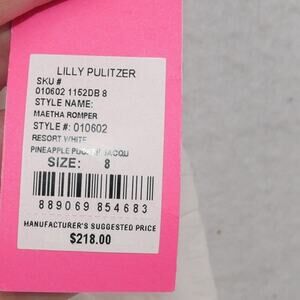 LILLY PULITZER
SKU #
010602 1152DB 8
STYLE NAME:
MAETHA ROMPER
STYLE #: 010602
RESORT WHITE
PINEAPPLE JACQU
SIZE: 8
889069 854683
MANUFACTURER'S SUGGESTED PRICE
$218.00